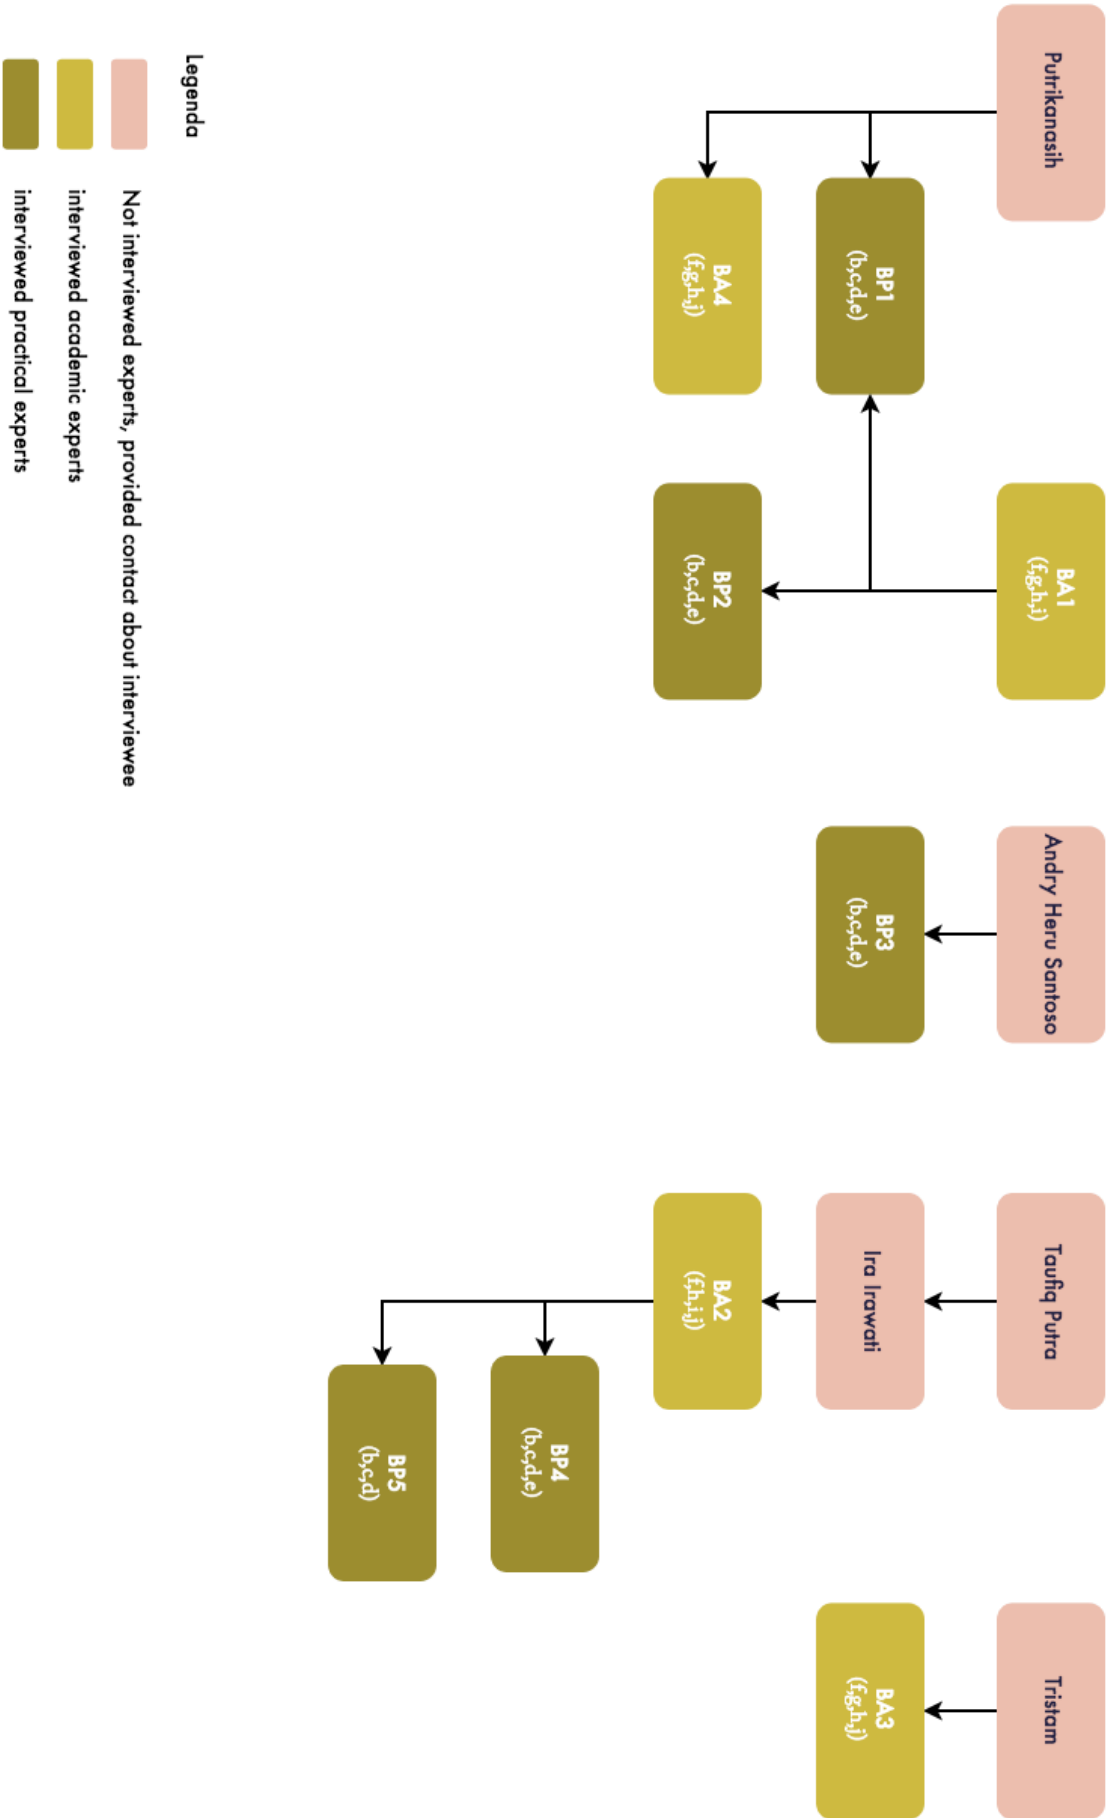 Putrikanasih
BA1
(f,g,h,i)
Andry Heru Santoso
Taufiq Putra
Tristam
BP1
(b,c,d,e)
BP3
(b,c,d,e)
Ira Irawati
BA3
(f,g,h,j)
BA4
(f,g,h,j)
BP2
(b,c,d,e)
BA2
(f,h,i,j)
BP4
(b,c,d,e)
BP5
(b,c,d)
Legenda
Not interviewed experts, provided contact about interviewee
interviewed academic experts
interviewed practical experts